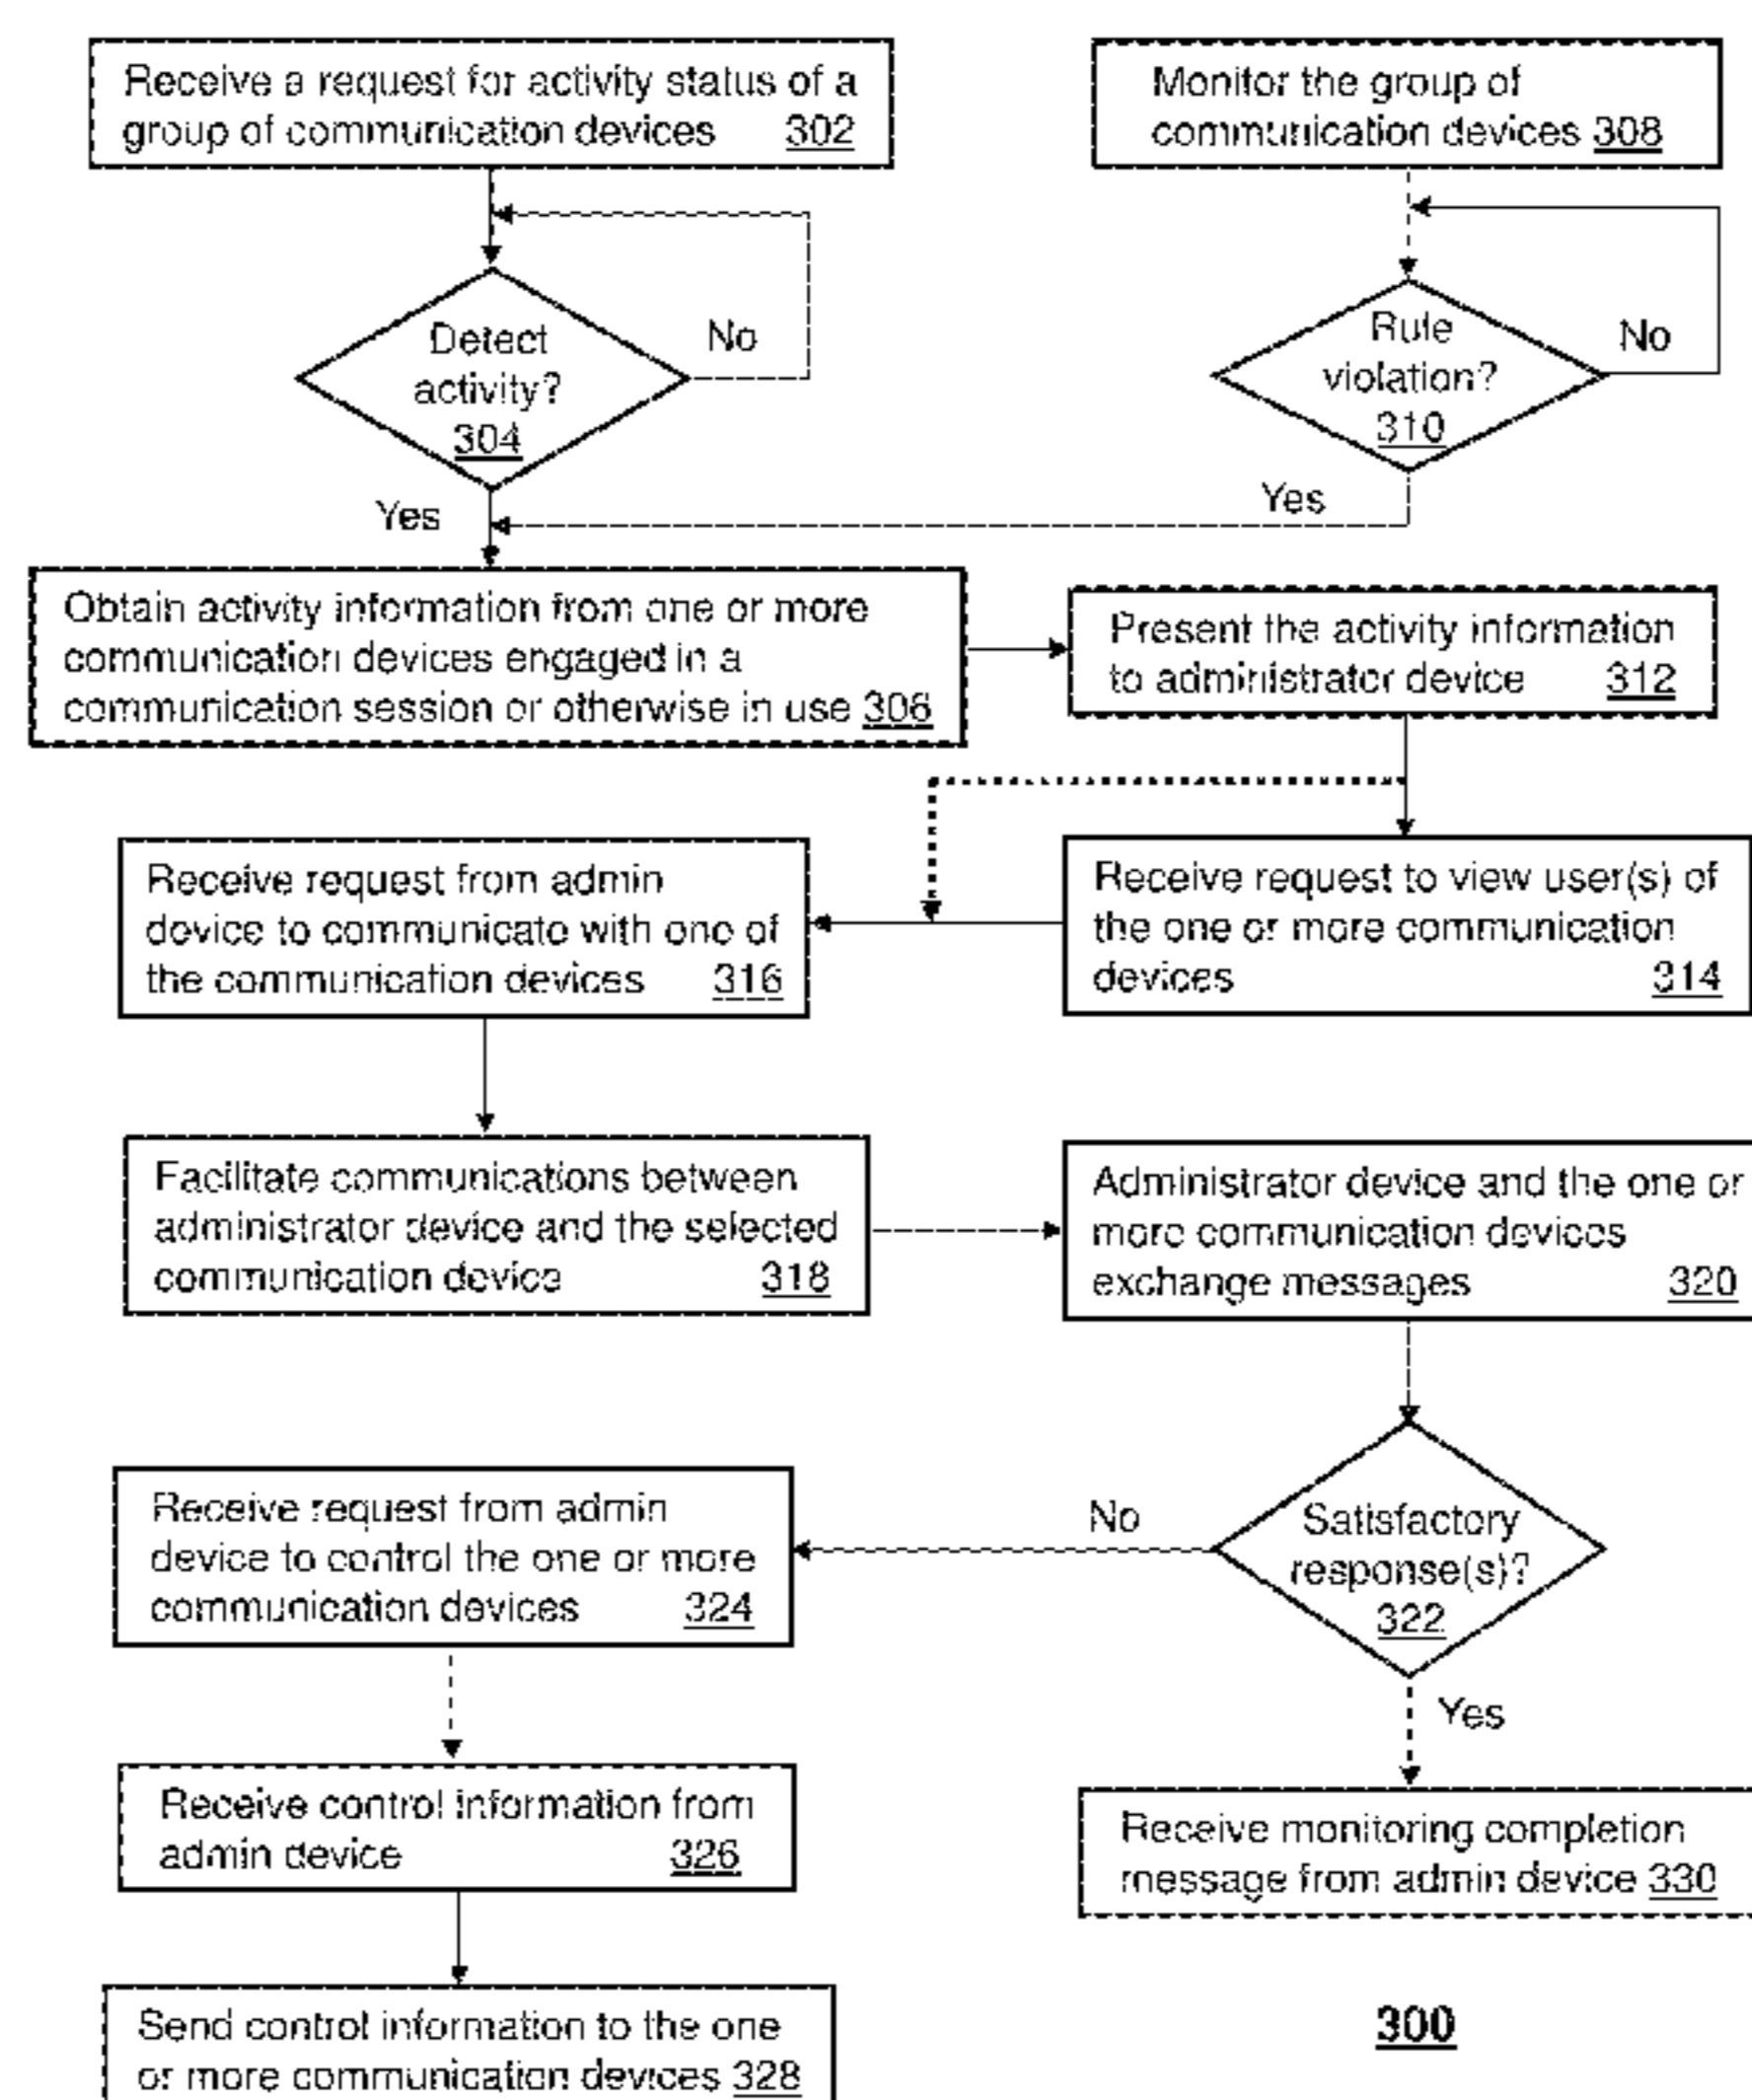 Receive a request for activity status of a
group of communication devices 302
Monitor the group of
communication devices 308
Detect
activity?
304
No
Yes
Rule
violation?
310
No
Yes
Obtain activity information from one or more
communication devices engaged in a
communication session or otherwise in use 306
Present the activity information
to administrator device 312
Receive request from admin
device to communicate with one of
the communication devices 316
Receive request to view user(s) of
the one or more communication
devices 314
Facilitate communications between
administrator device and the selected
communication device 318
Administrator device and the one or
more communication devices
exchange messages 320
Receive request from admin
device to control the one or more
communication devices 324
No
Satisfactory
response(s)?
322
Yes
Receive control information from
admin device 326
Receive monitoring completion
message from admin device 330
Send control information to the one
or more communication devices 328
300